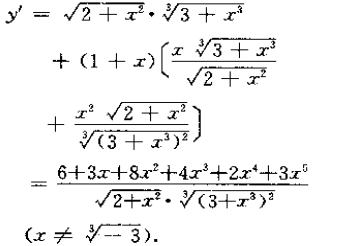 y′ = √(2 + x²) · ∛(3 + x³)
+ (1 + x)(x ∛(3 + x³) / √(2 + x²)
+ x² √(2 + x²) / ∛((3 + x³)²))
= (6+3x+8x²+4x³+2x⁴+3x⁵) / (√(2+x²) · ∛((3+x³)²))
(x ≠ ∛(−3)).